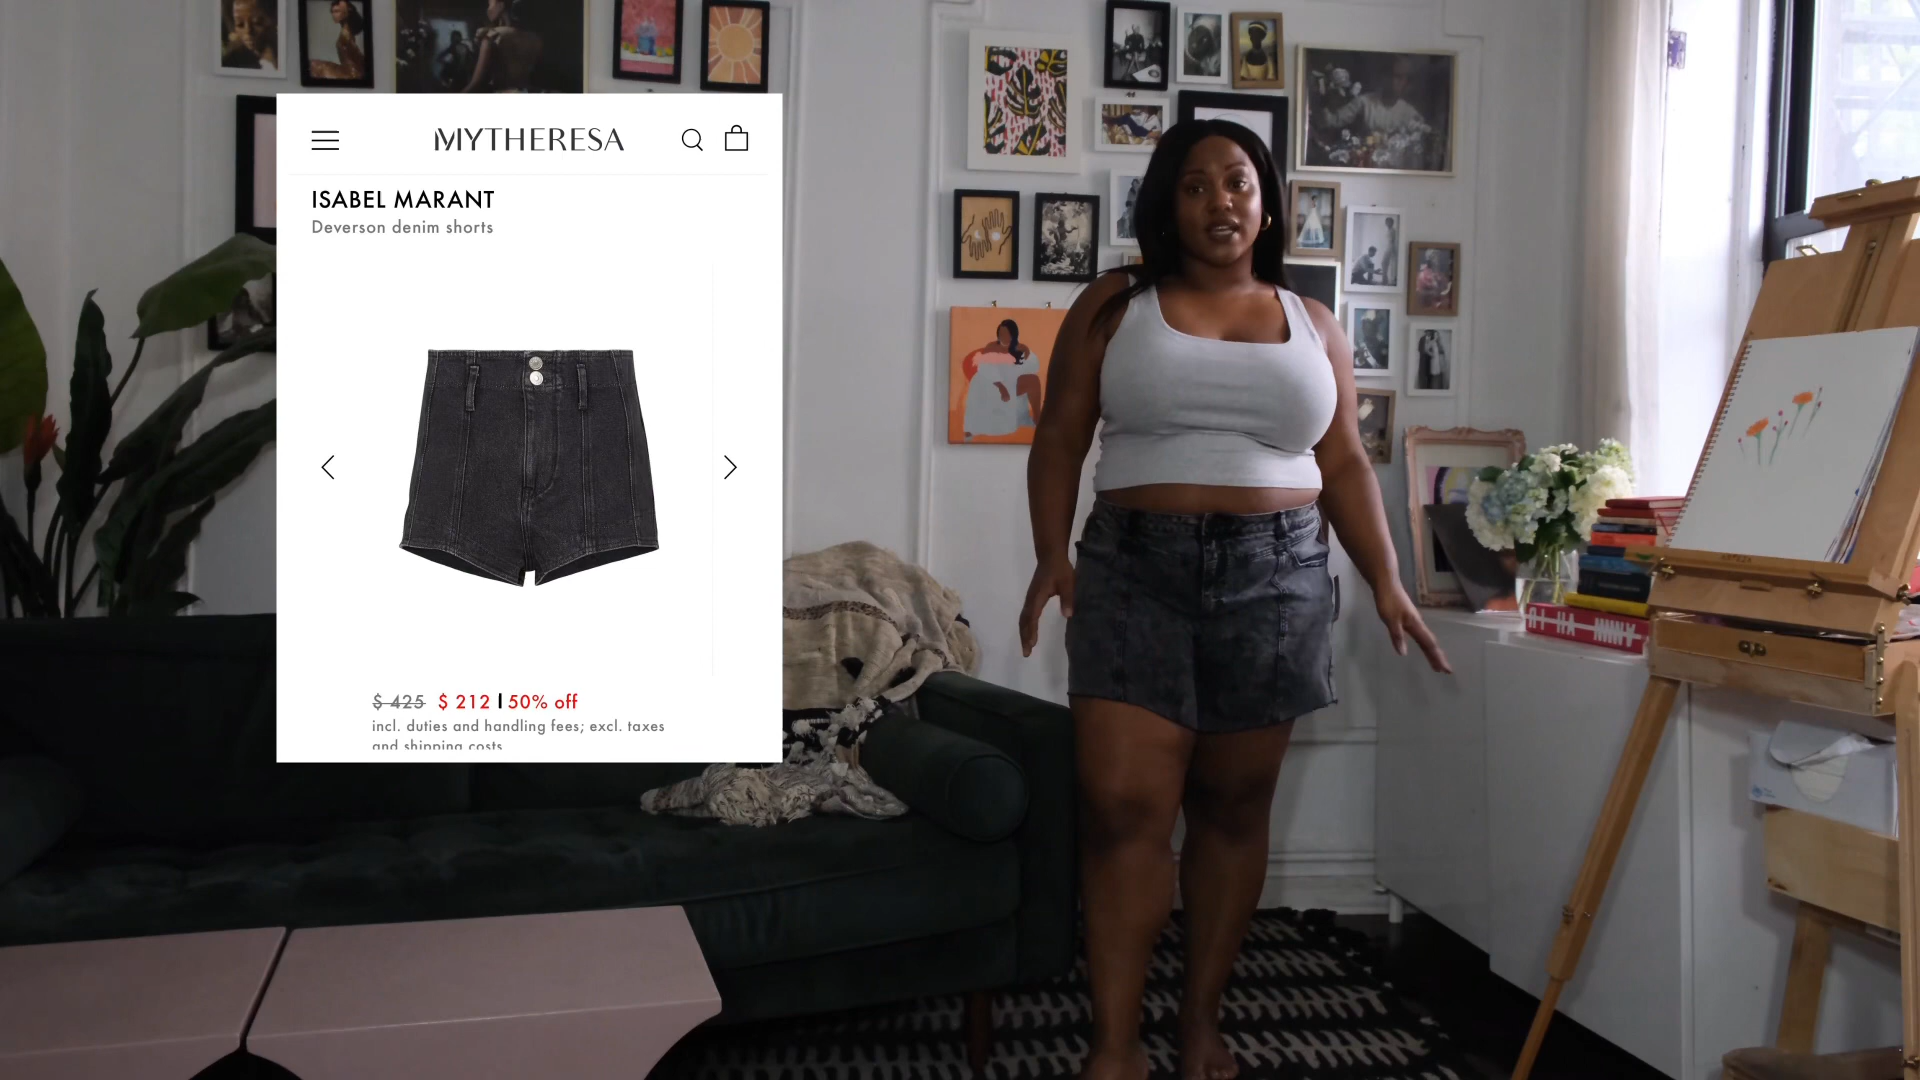 MYTHERESA
ISABEL MARANT
Deverson denim shorts
$ 425 $ 212 | 50% off
incl. duties and handling fees; excl. taxes
and shipping costs